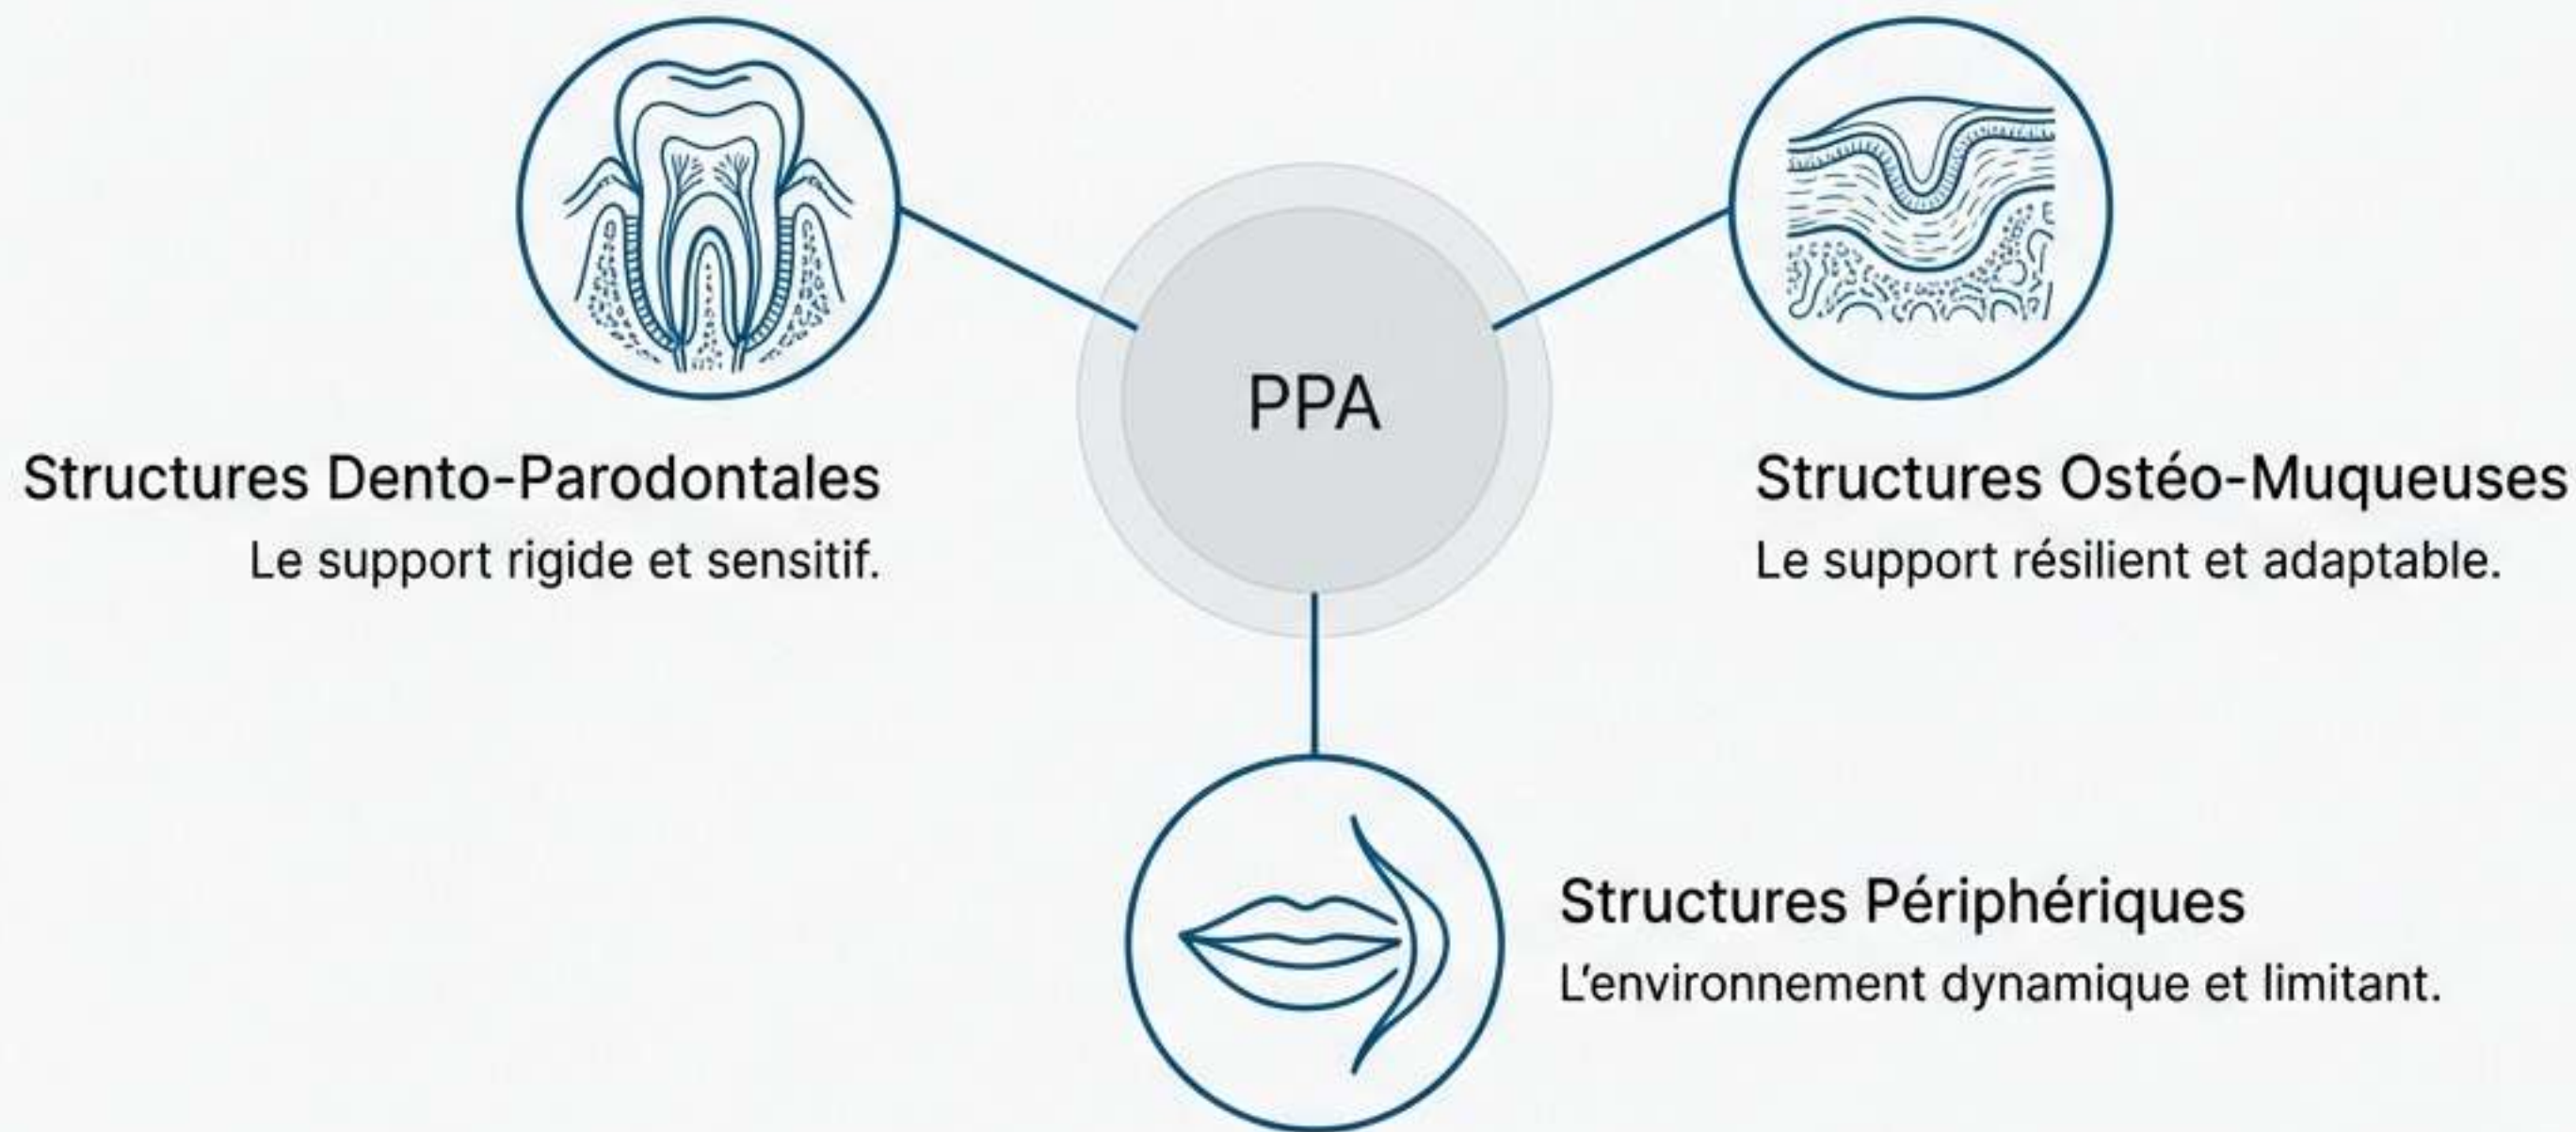 PPA
Structures Dento-Parodontales
Le support rigide et sensitif.
Structures Ostéo-Muqueuses
Le support résilient et adaptable.
Structures Périphériques
L'environnement dynamique et limitant.